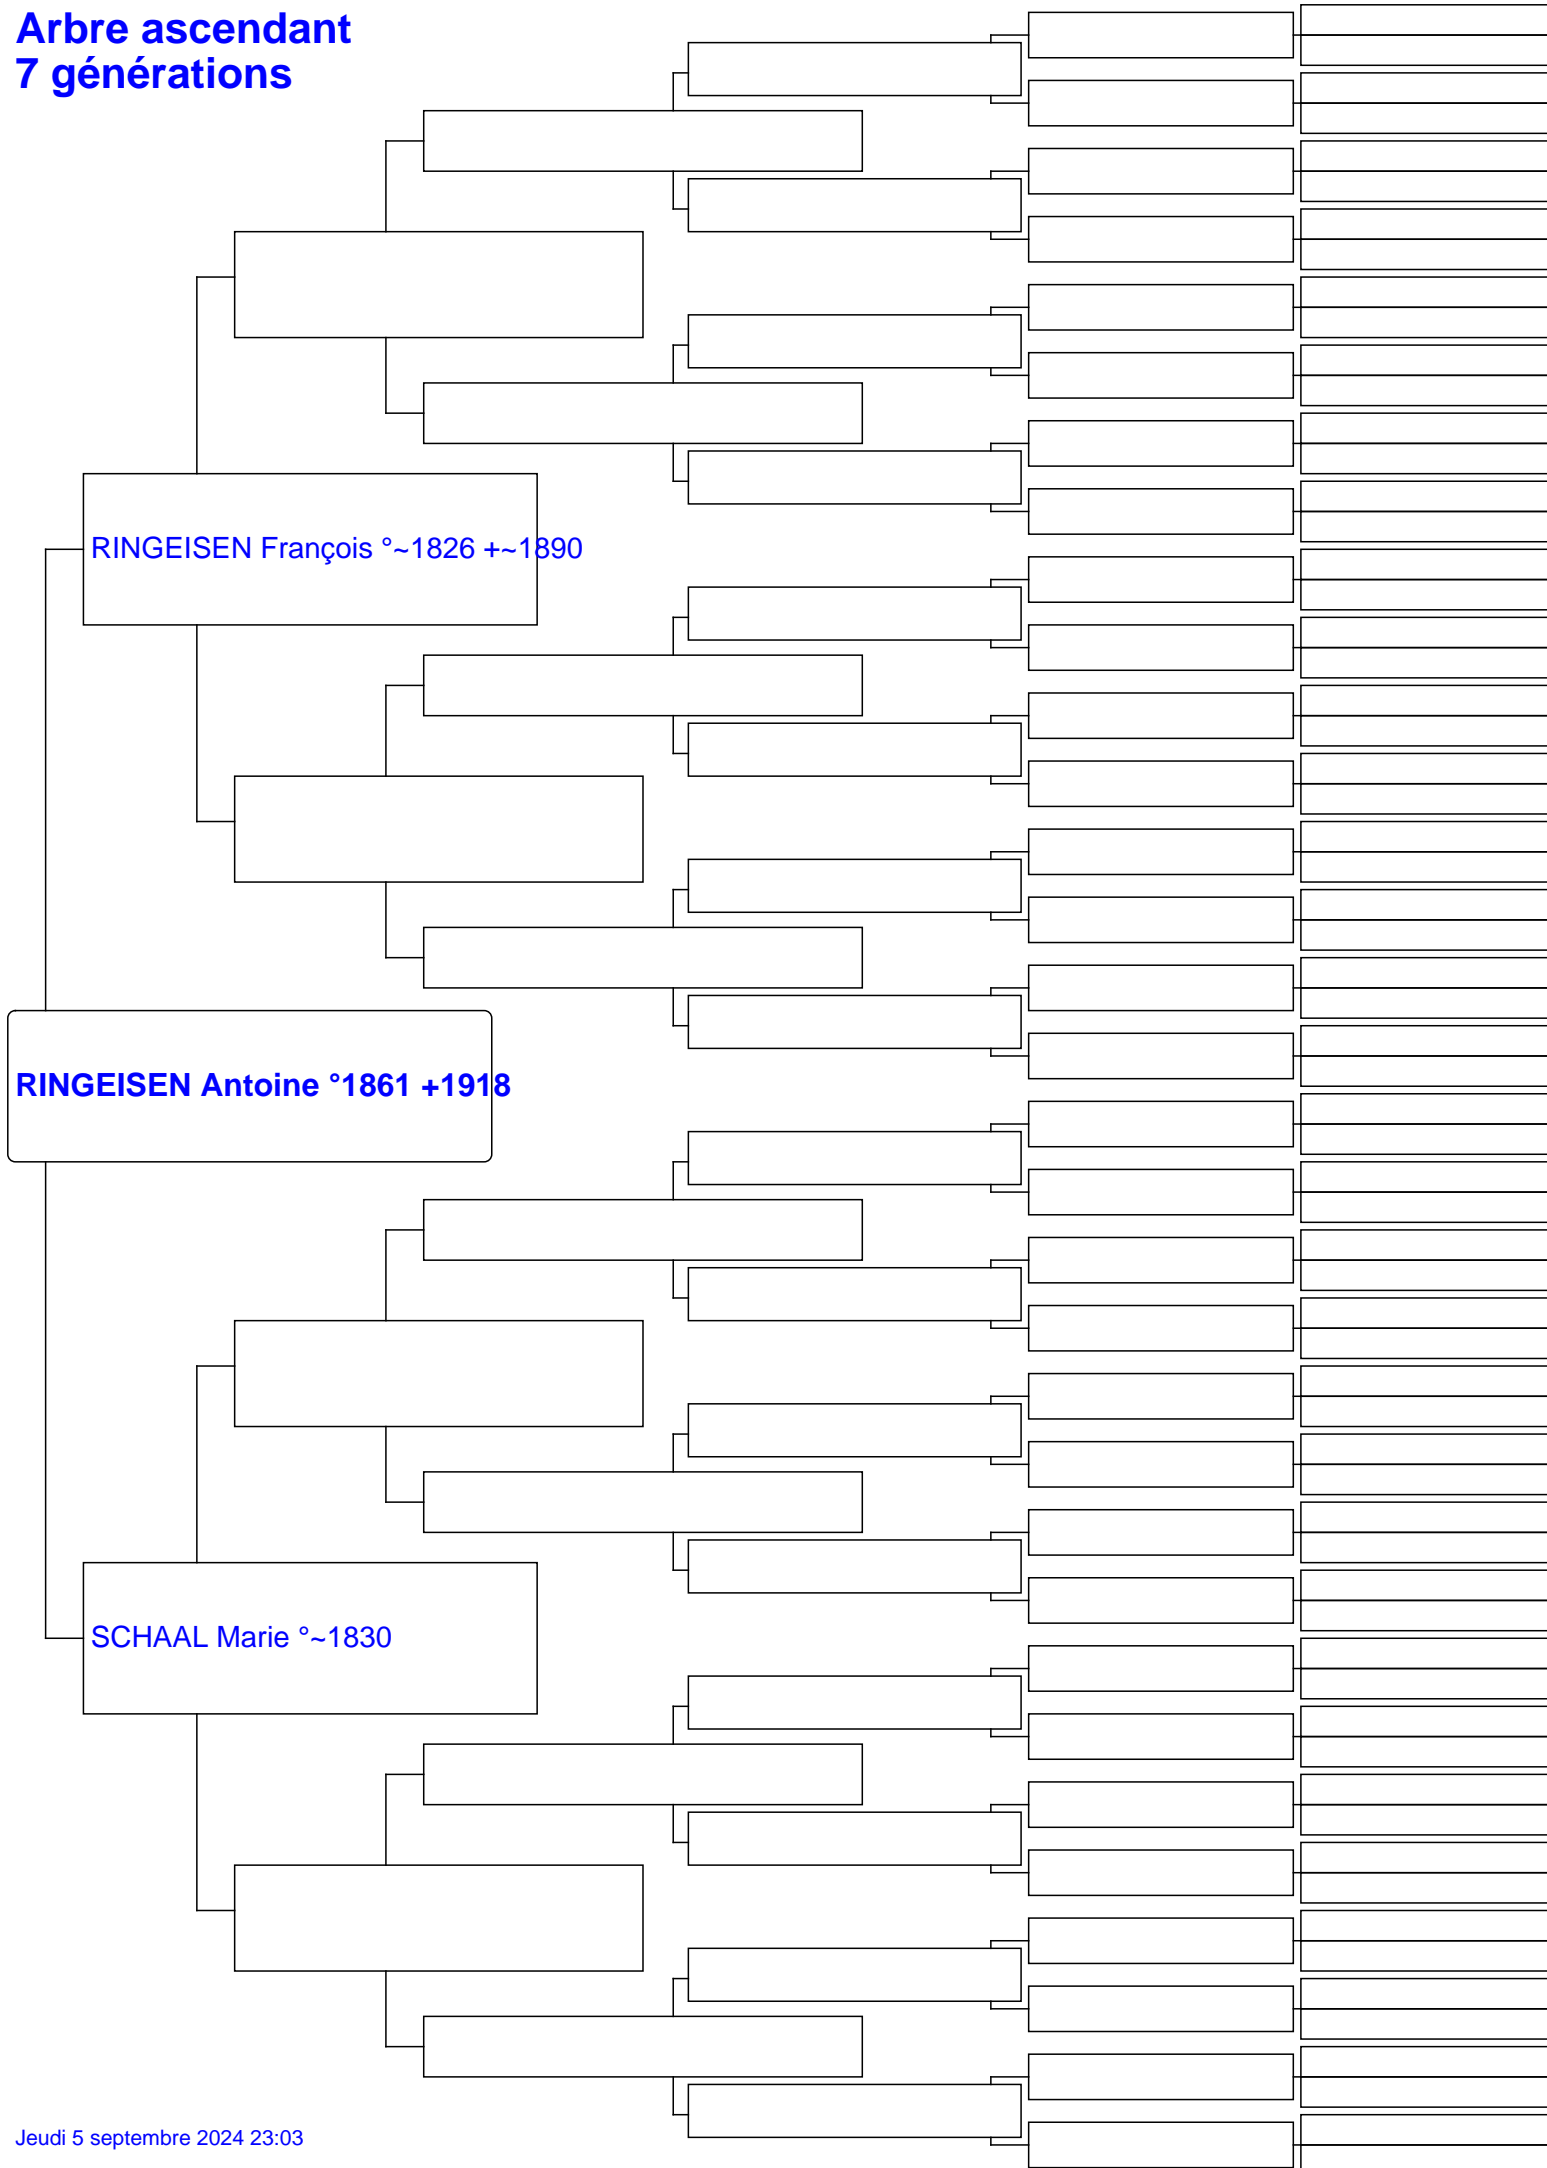 Arbre ascendant
7 générations
RINGEISEN François °~1826 +~1890
RINGEISEN Antoine °1861 +1918
SCHAAL Marie °~1830
Jeudi 5 septembre 2024 23:03